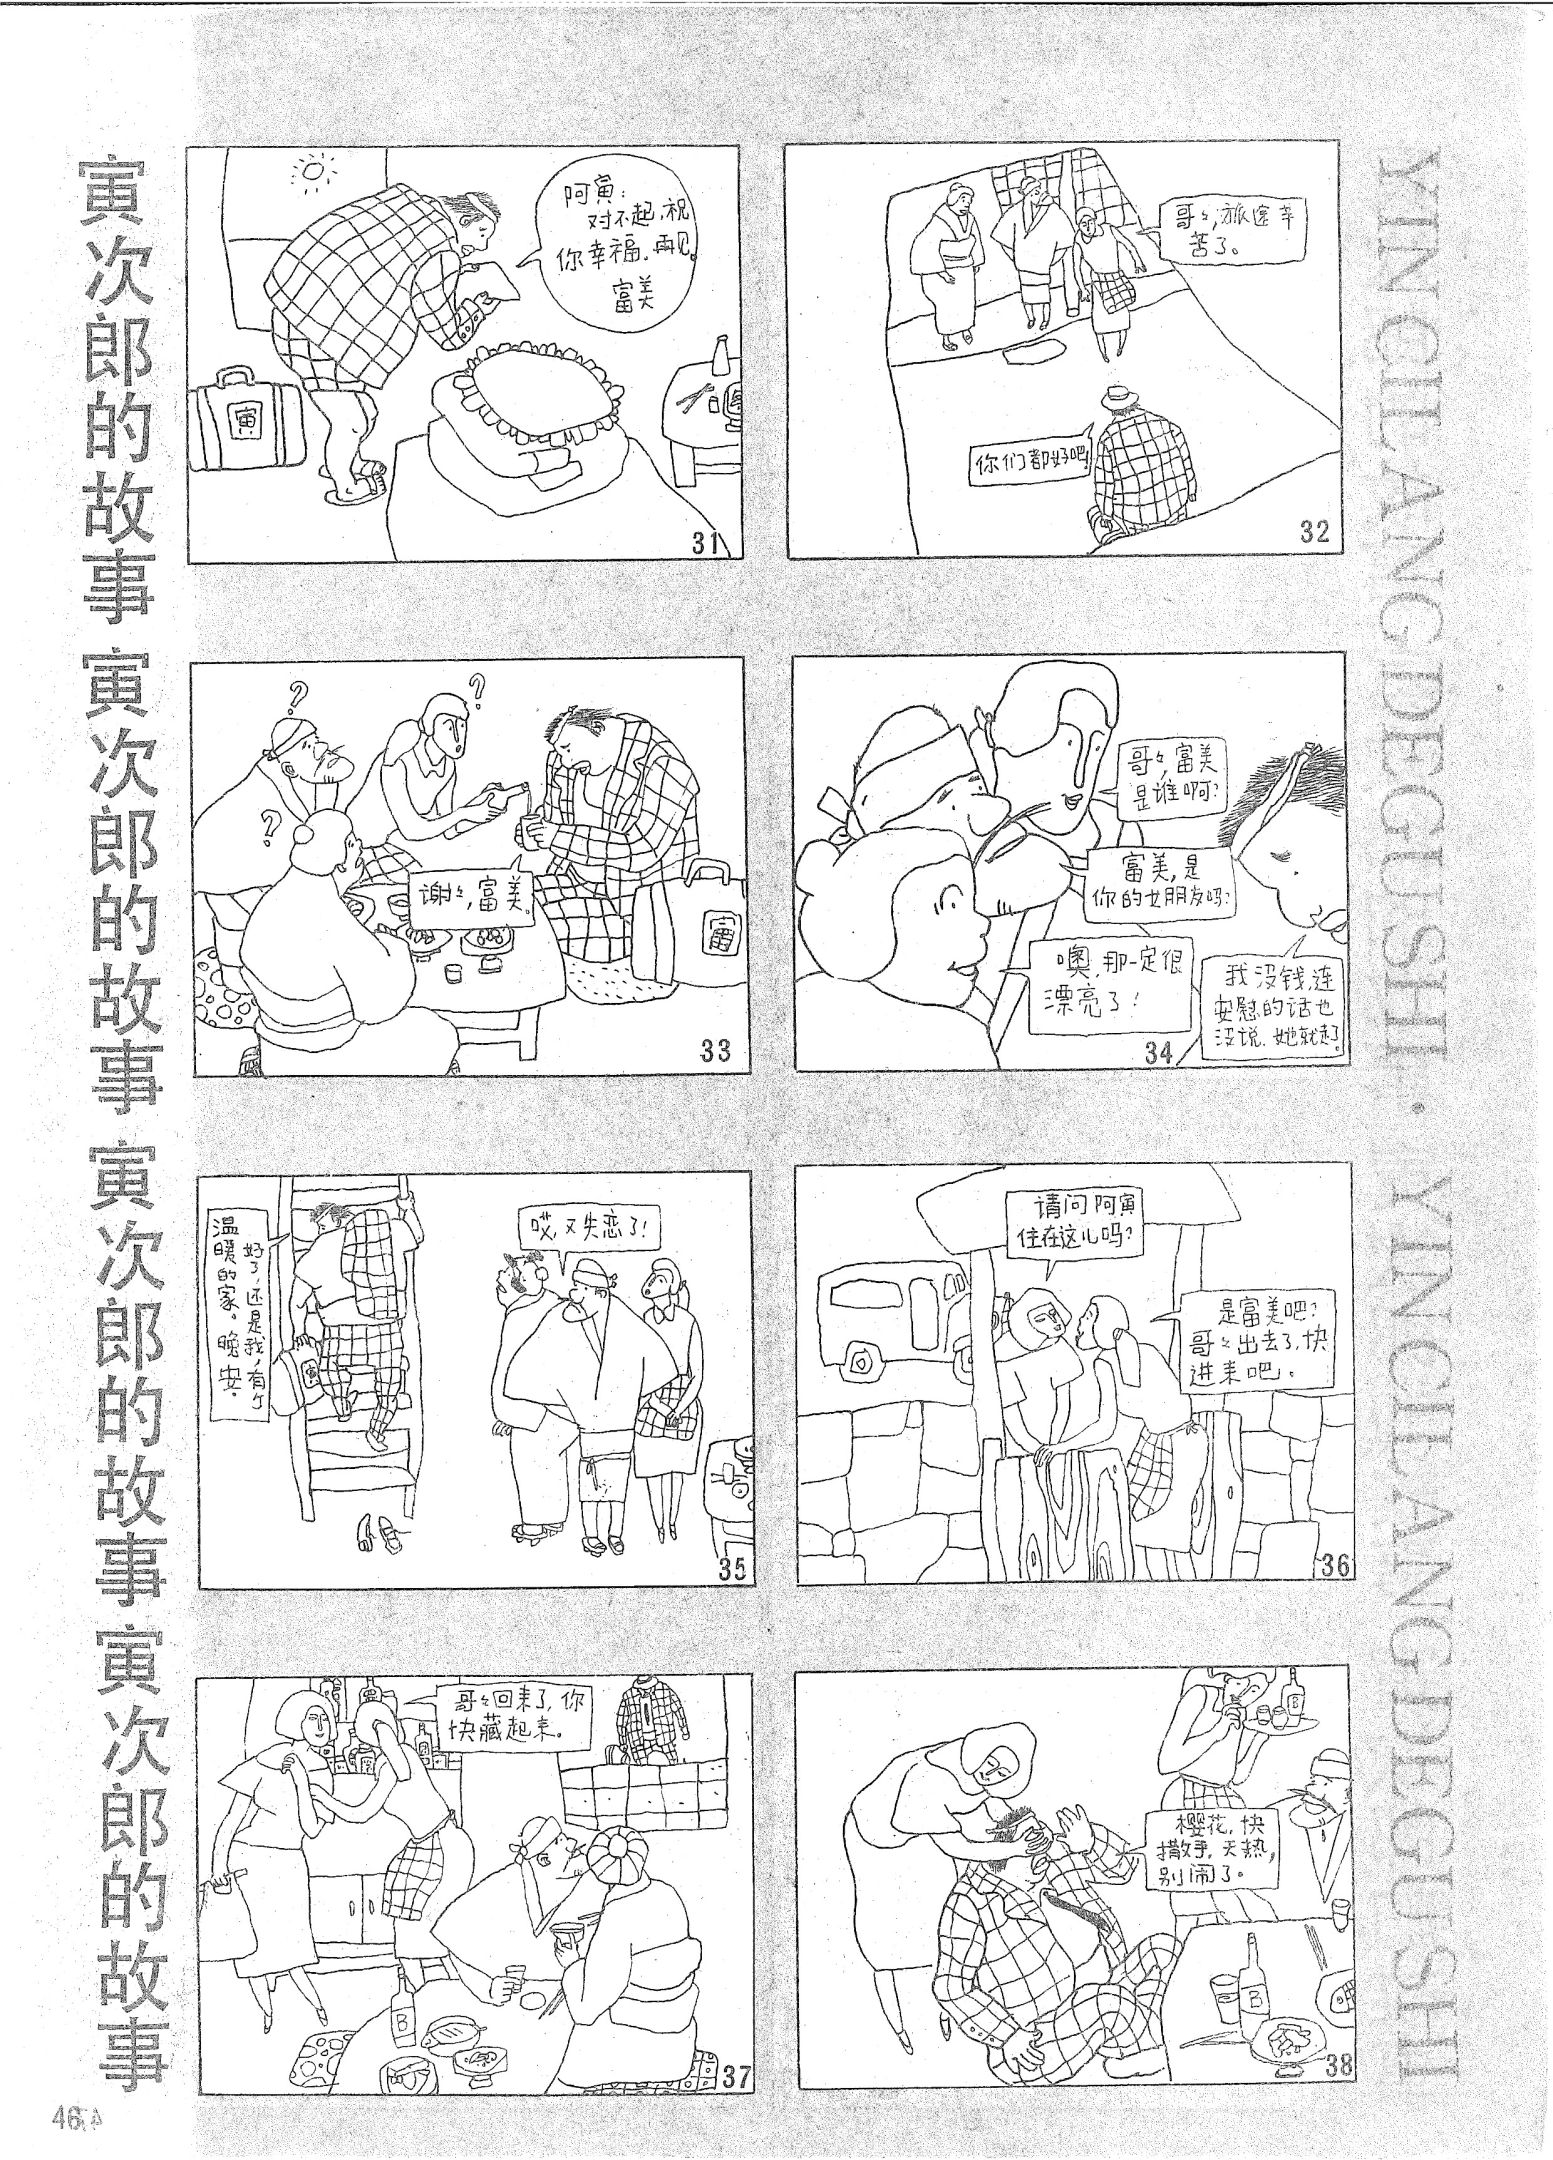 寅次郎的故事 寅次郎的故事 寅次郎的故事 寅次郎的故事
阿寅：
对不起，祝
你幸福。再见。
富美
寅
31
哥々，旅途辛
苦了。
你们都好吧！
32
谢々，富美。
寅
33
哥々，富美
是谁啊？
富美，是
你的女朋友吗？
噢，那一定很
漂亮了！
我没钱，连
安慰的话也
没说，她就走了。
34
好了，还是我，有个
温暖的家。晚安。
寅
哎，又失恋了！
35
请问阿寅
住在这儿吗？
是富美吧？
哥々出去了，快
进来吧。
36
哥々回来了，你
快藏起来。
B
37
樱花，快
撒手，天热，
别闹了。
B
B
38
YINCILANGDEGUSHI·YINCILANGDEGUSHI
46